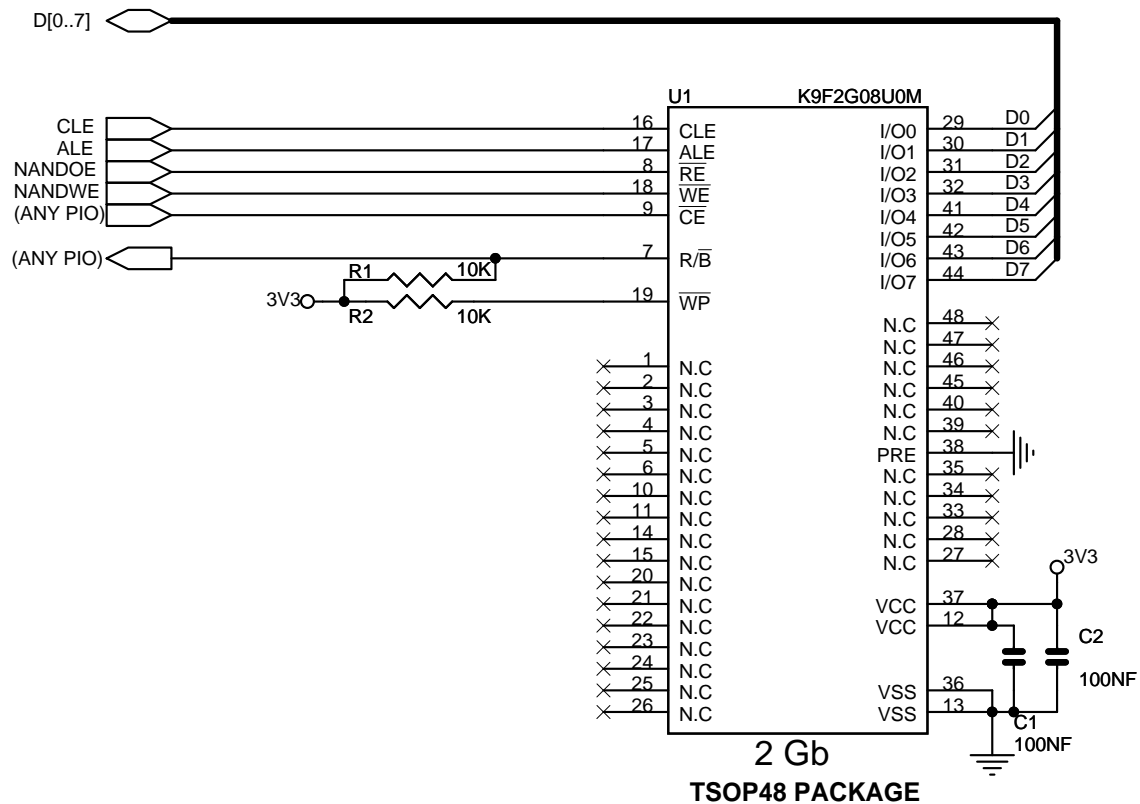 D[0..7]
U1 K9F2G08U0M
CLE 16 CLE I/O0 29 D0
ALE 17 ALE I/O1 30 D1
NANDOE 8 RE I/O2 31 D2
NANDWE 18 WE I/O3 32 D3
(ANY PIO) 9 CE I/O4 41 D4
I/O5 42 D5
(ANY PIO) 7 R/B I/O6 43 D6
R1 10K I/O7 44 D7
3V3 19 WP
R2 10K
N.C 48
N.C 47
1 N.C N.C 46
2 N.C N.C 45
3 N.C N.C 40
4 N.C N.C 39
5 N.C PRE 38
6 N.C N.C 35
10 N.C N.C 34
11 N.C N.C 33
14 N.C N.C 28
15 N.C N.C 27
20 N.C 3V3
21 N.C VCC 37
22 N.C VCC 12
23 N.C C2
24 N.C 100NF
25 N.C VSS 36
26 N.C VSS 13
C1
100NF
2 Gb
TSOP48 PACKAGE